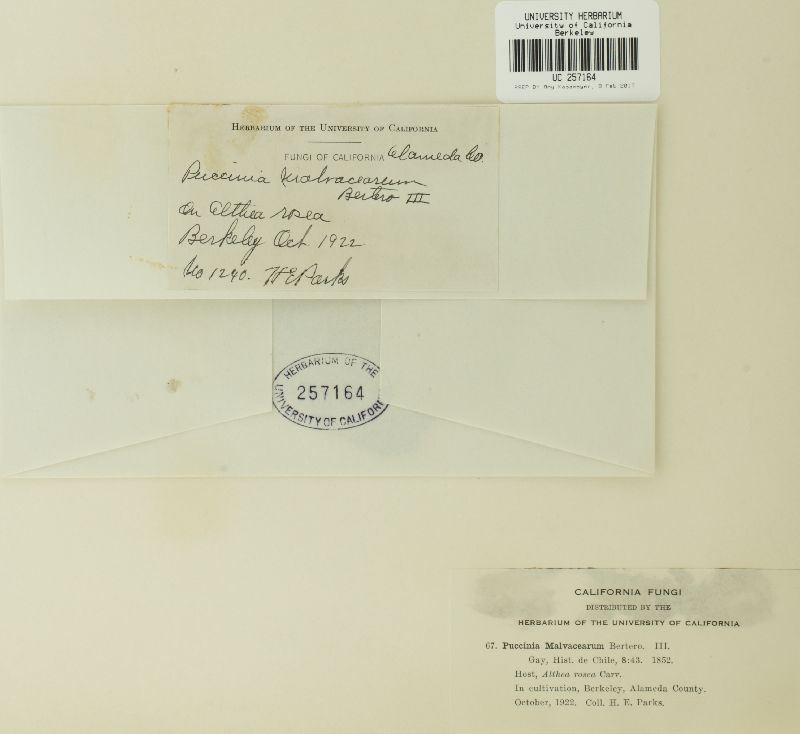 UNIVERSITY HERBARIUM
University of California
Berkeley
UC 257164
HERBARIUM OF THE UNIVERSITY OF CALIFORNIA
FUNGI OF CALIFORNIA Alameda Co.
Puccinia Malvacearum
Bertero III
On Althea rosea
Berkeley Oct 1922
No 1240. H E Parks
HERBARIUM OF THE
257164
UNIVERSITY OF CALIFOR
CALIFORNIA FUNGI
DISTRIBUTED BY THE
HERBARIUM OF THE UNIVERSITY OF CALIFORNIA
67. Puccinia Malvacearum Bertero. III.
Gay, Hist. de Chile, 8:43. 1852.
Host, Althea rosea Carr.
In cultivation, Berkeley, Alameda County.
October, 1922. Coll. H. E. Parks.